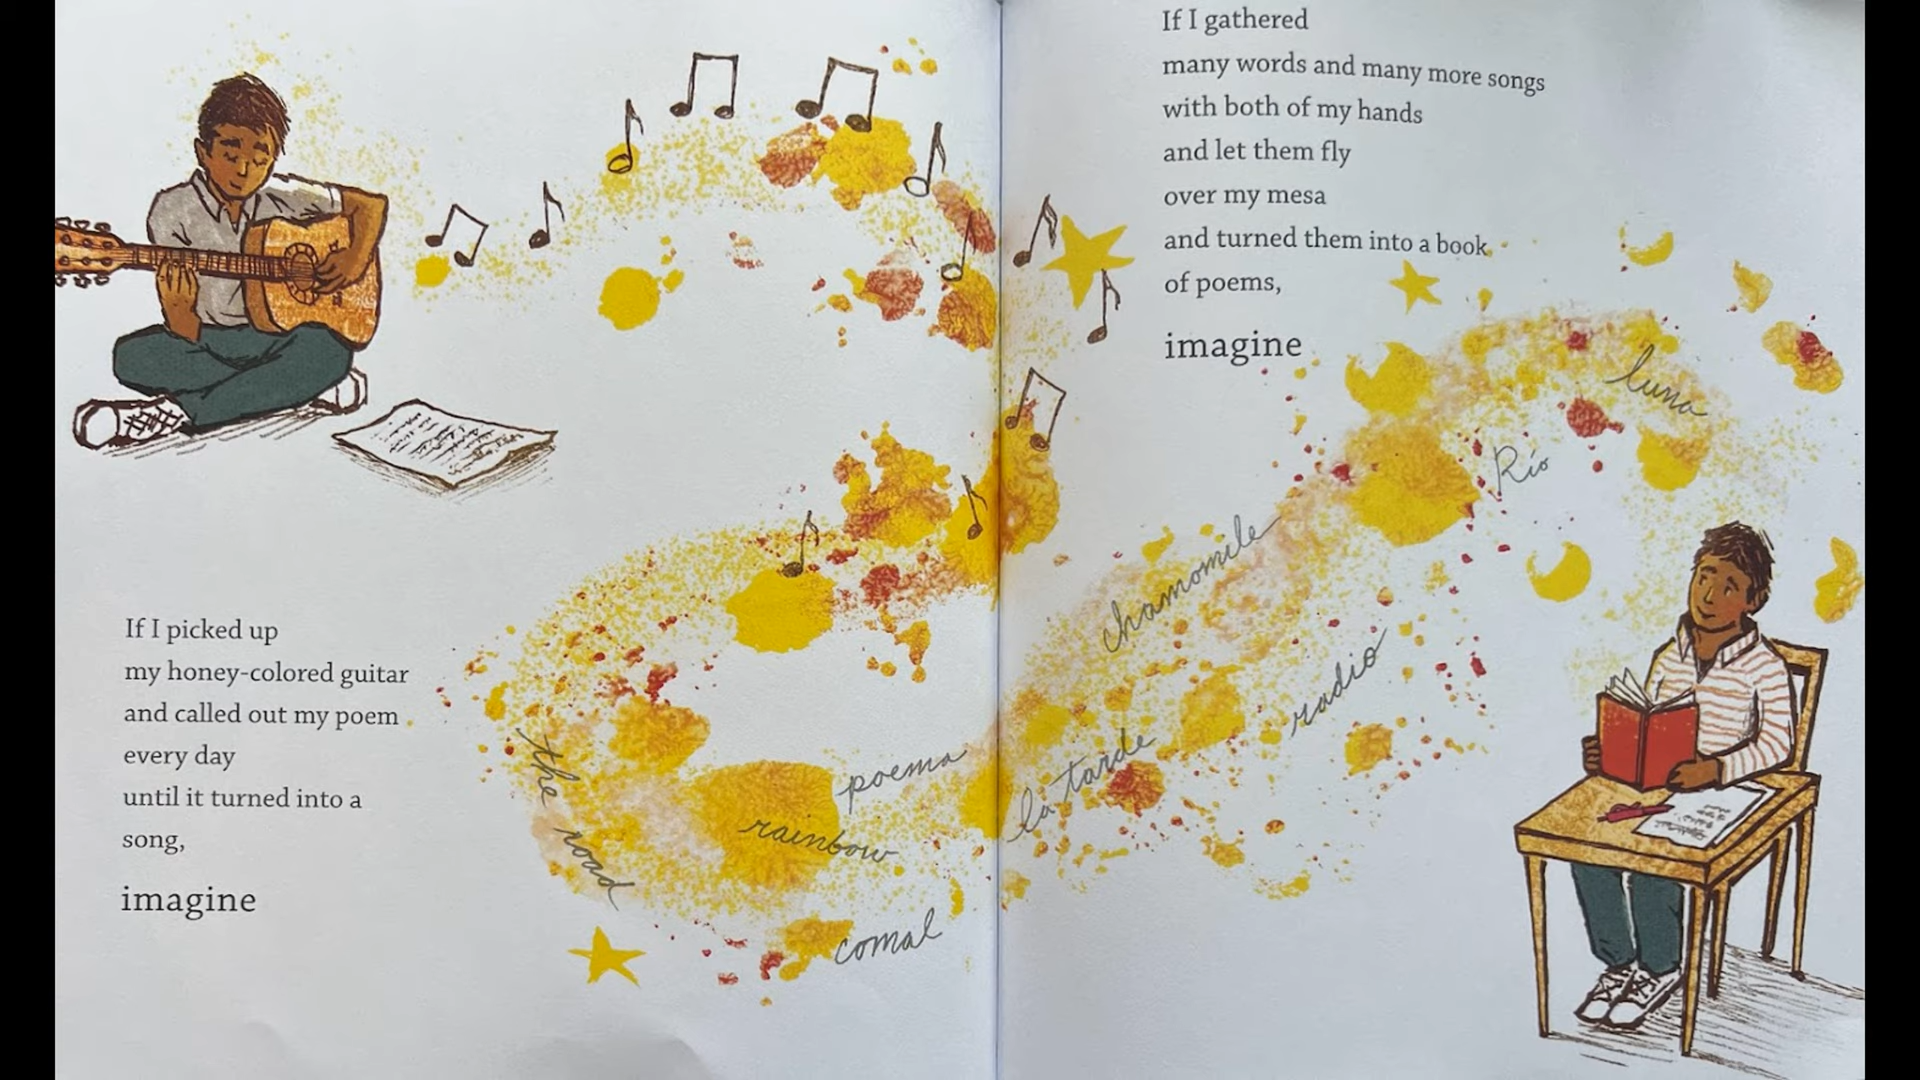 If I picked up
my honey-colored guitar
and called out my poem
every day
until it turned into a
song,
imagine
the road
rainbow
poema
comal
If I gathered
many words and many more songs
with both of my hands
and let them fly
over my mesa
and turned them into a book
of poems,
imagine
la tarde
chamomile
radio
Río
luna